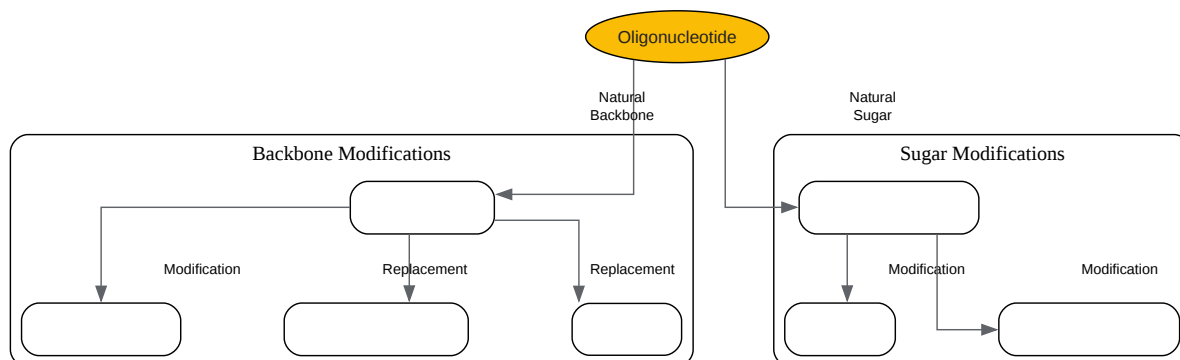 Oligonucleotide
Natural
Backbone
Natural
Sugar
Backbone Modifications
Sugar Modifications
Modification
Replacement
Replacement
Modification
Modification